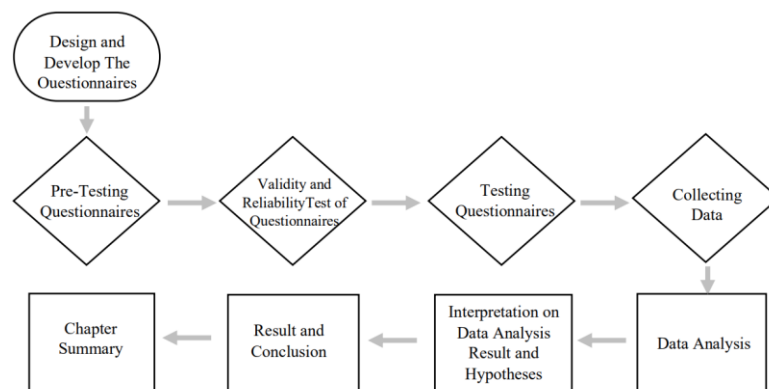 Design and
Develop The
Ouestionnaires
Pre-Testing
Questionnaires
Validity and
ReliabilityTest of
Questionnaires
Testing
Questionnaires
Collecting
Data
Data Analysis
Interpretation on
Data Analysis
Result and
Hypotheses
Result and
Conclusion
Chapter
Summary